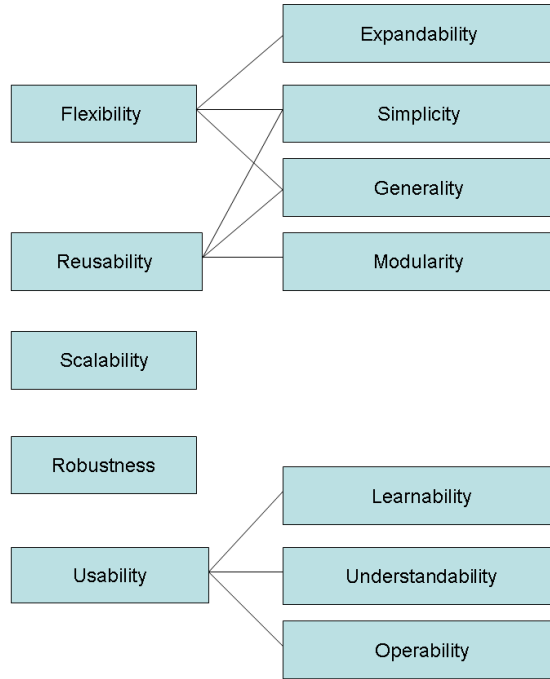 Expandability
Flexibility
Simplicity
Generality
Reusability
Modularity
Scalability
Robustness
Learnability
Usability
Understandability
Operability